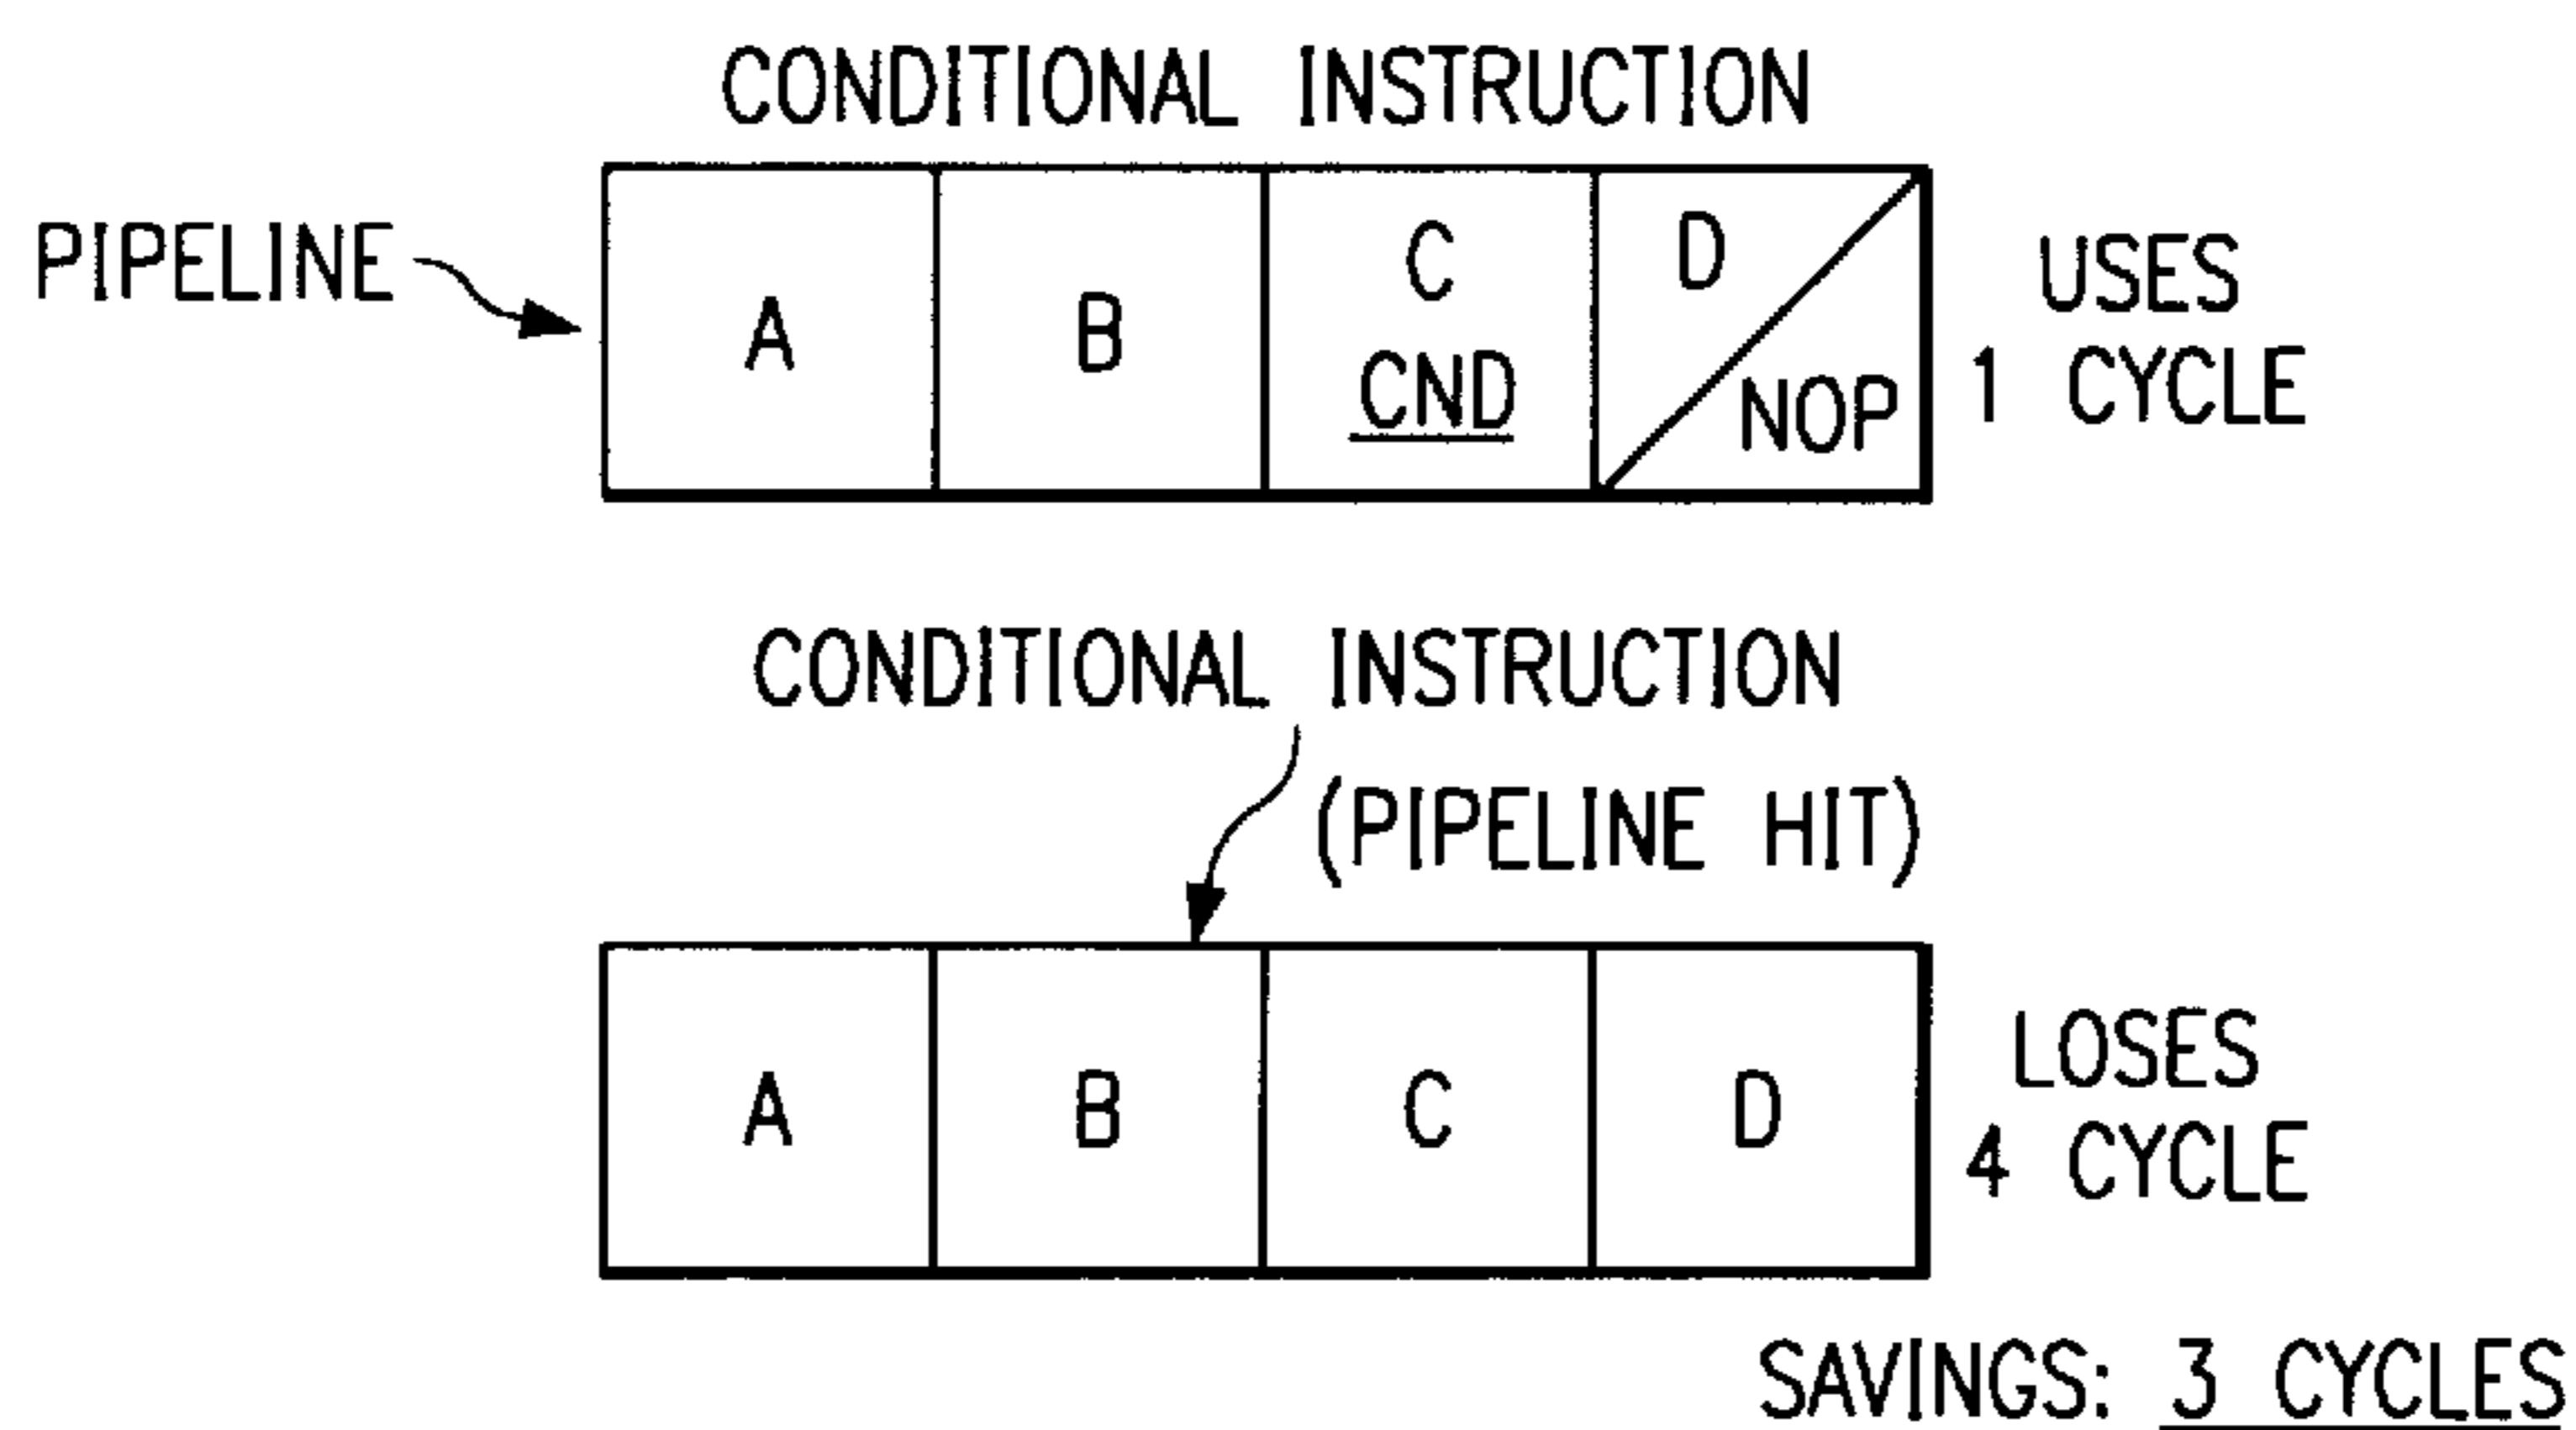 CONDITIONAL INSTRUCTION
PIPELINE
A
B
C
CND
D
NOP
USES
1 CYCLE
CONDITIONAL INSTRUCTION
(PIPELINE HIT)
A
B
C
D
LOSES
4 CYCLE
SAVINGS: 3 CYCLES